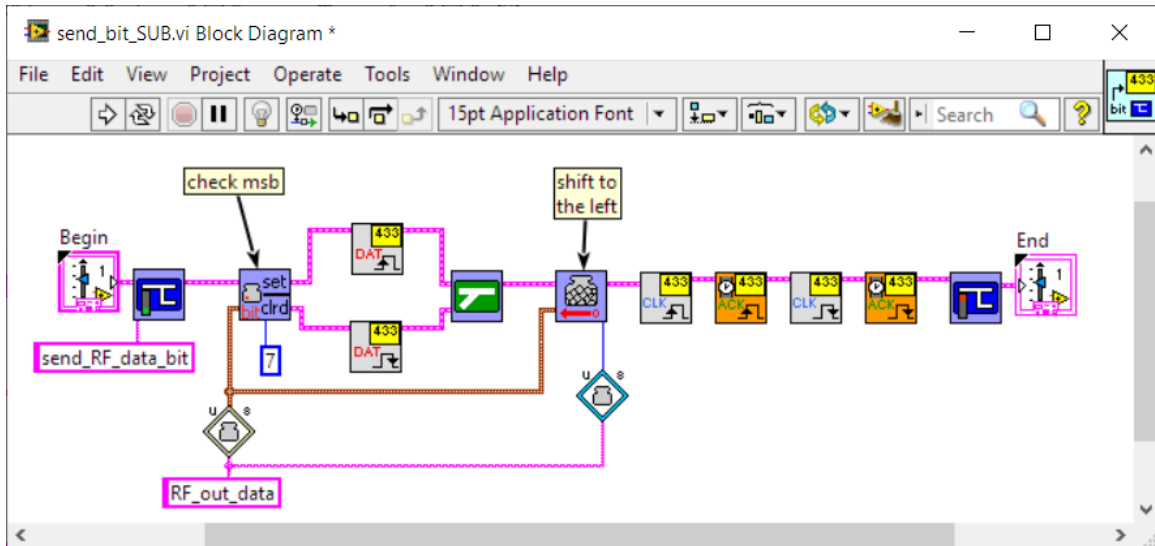 send_bit_SUB.vi Block Diagram *
File Edit View Project Operate Tools Window Help
15pt Application Font
Search
?
433
bit
check msb
shift to
the left
Begin
1
set
bit clrd
433
DAT
433
DAT
7
0
433
CLK
433
ACK
433
CLK
433
ACK
End
1
send_RF_data_bit
u s
u s
RF_out_data